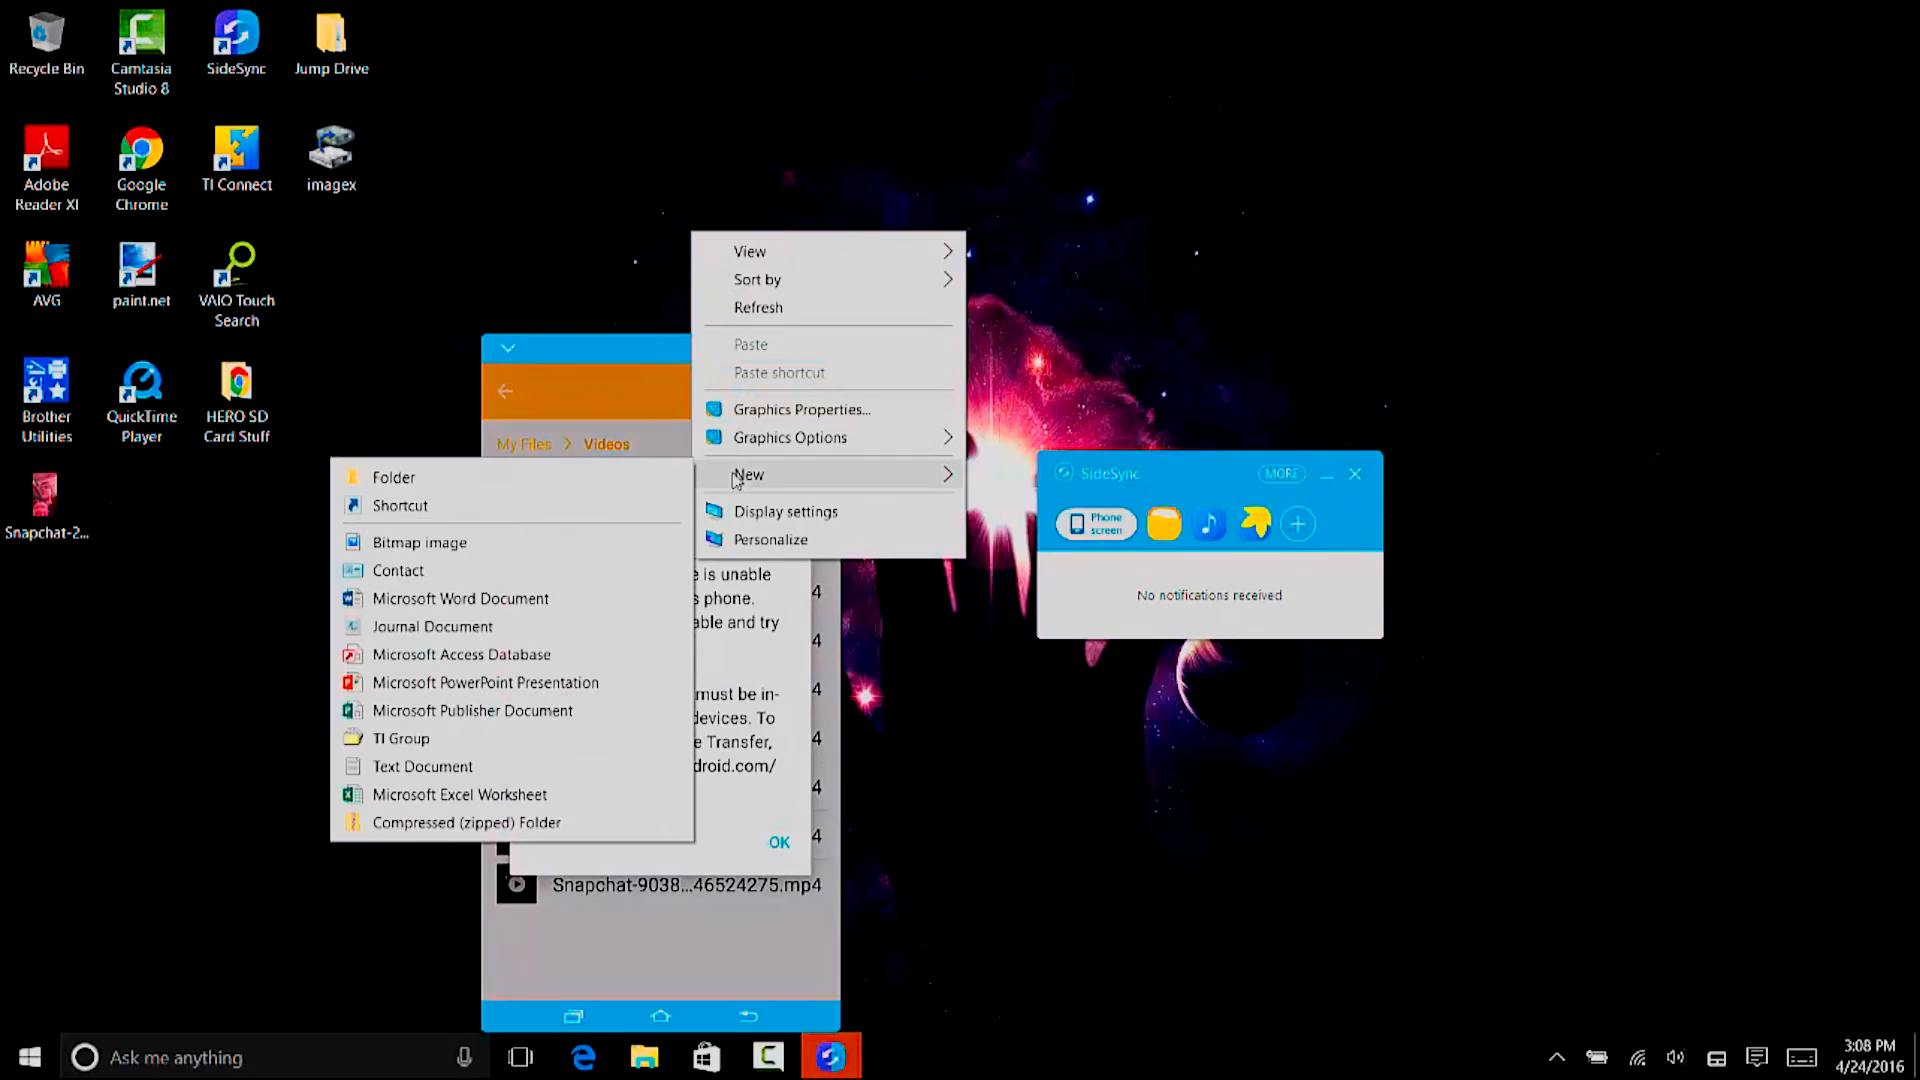 Recycle Bin
Camtasia
Studio 8
SideSync
Jump Drive
Adobe
Reader XI
Google
Chrome
TI Connect
imagex
AVG
paint.net
VAIO Touch
Search
Brother
Utilities
QuickTime
Player
HERO SD
Card Stuff
Snapchat-2...
View
Sort by
Refresh
Paste
Paste shortcut
Graphics Properties...
Graphics Options
New
Display settings
Personalize
My Files > Videos
Folder
Shortcut
Bitmap image
Contact
Microsoft Word Document
Journal Document
Microsoft Access Database
Microsoft PowerPoint Presentation
Microsoft Publisher Document
TI Group
Text Document
Microsoft Excel Worksheet
Compressed (zipped) Folder
e is unable
s phone.
able and try
must be in-
devices. To
e Transfer,
droid.com/
OK
4
4
4
4
4
4
Snapchat-9038...46524275.mp4
SideSync
MORE
Phone
screen
No notifications received
Ask me anything
3:08 PM
4/24/2016